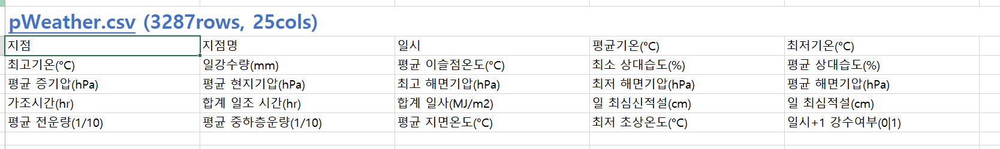 pWeather.csv (3287rows, 25cols)
지점 지점명 일시 평균기온(°C) 최저기온(°C)
최고기온(°C) 일강수량(mm) 평균 이슬점온도(°C) 최소 상대습도(%) 평균 상대습도(%)
평균 증기압(hPa) 평균 현지기압(hPa) 최고 해면기압(hPa) 최저 해면기압(hPa) 평균 해면기압(hPa)
가조시간(hr) 합계 일조 시간(hr) 합계 일사(MJ/m2) 일 최심신적설(cm) 일 최심적설(cm)
평균 전운량(1/10) 평균 중하층운량(1/10) 평균 지면온도(°C) 최저 초상온도(°C) 일시+1 강수여부(0|1)